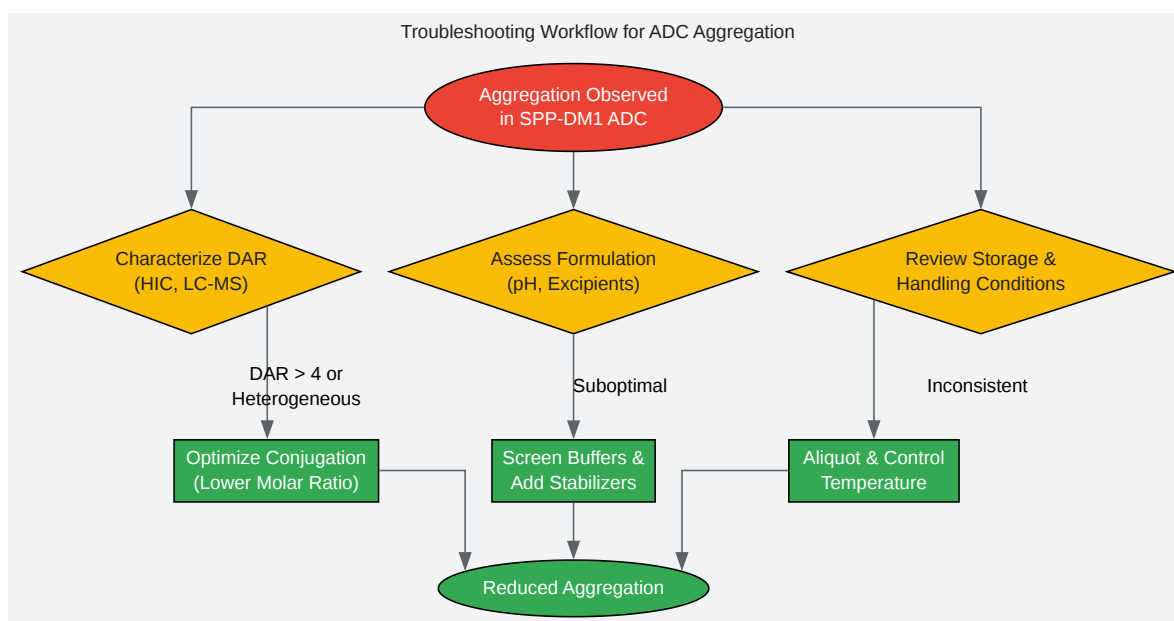 Troubleshooting Workflow for ADC Aggregation
Aggregation Observed
in SPP-DM1 ADC
Characterize DAR
(HIC, LC-MS)
Assess Formulation
(pH, Excipients)
Review Storage &
Handling Conditions
DAR > 4 or
Heterogeneous
Suboptimal
Inconsistent
Optimize Conjugation
(Lower Molar Ratio)
Screen Buffers &
Add Stabilizers
Aliquot & Control
Temperature
Reduced Aggregation